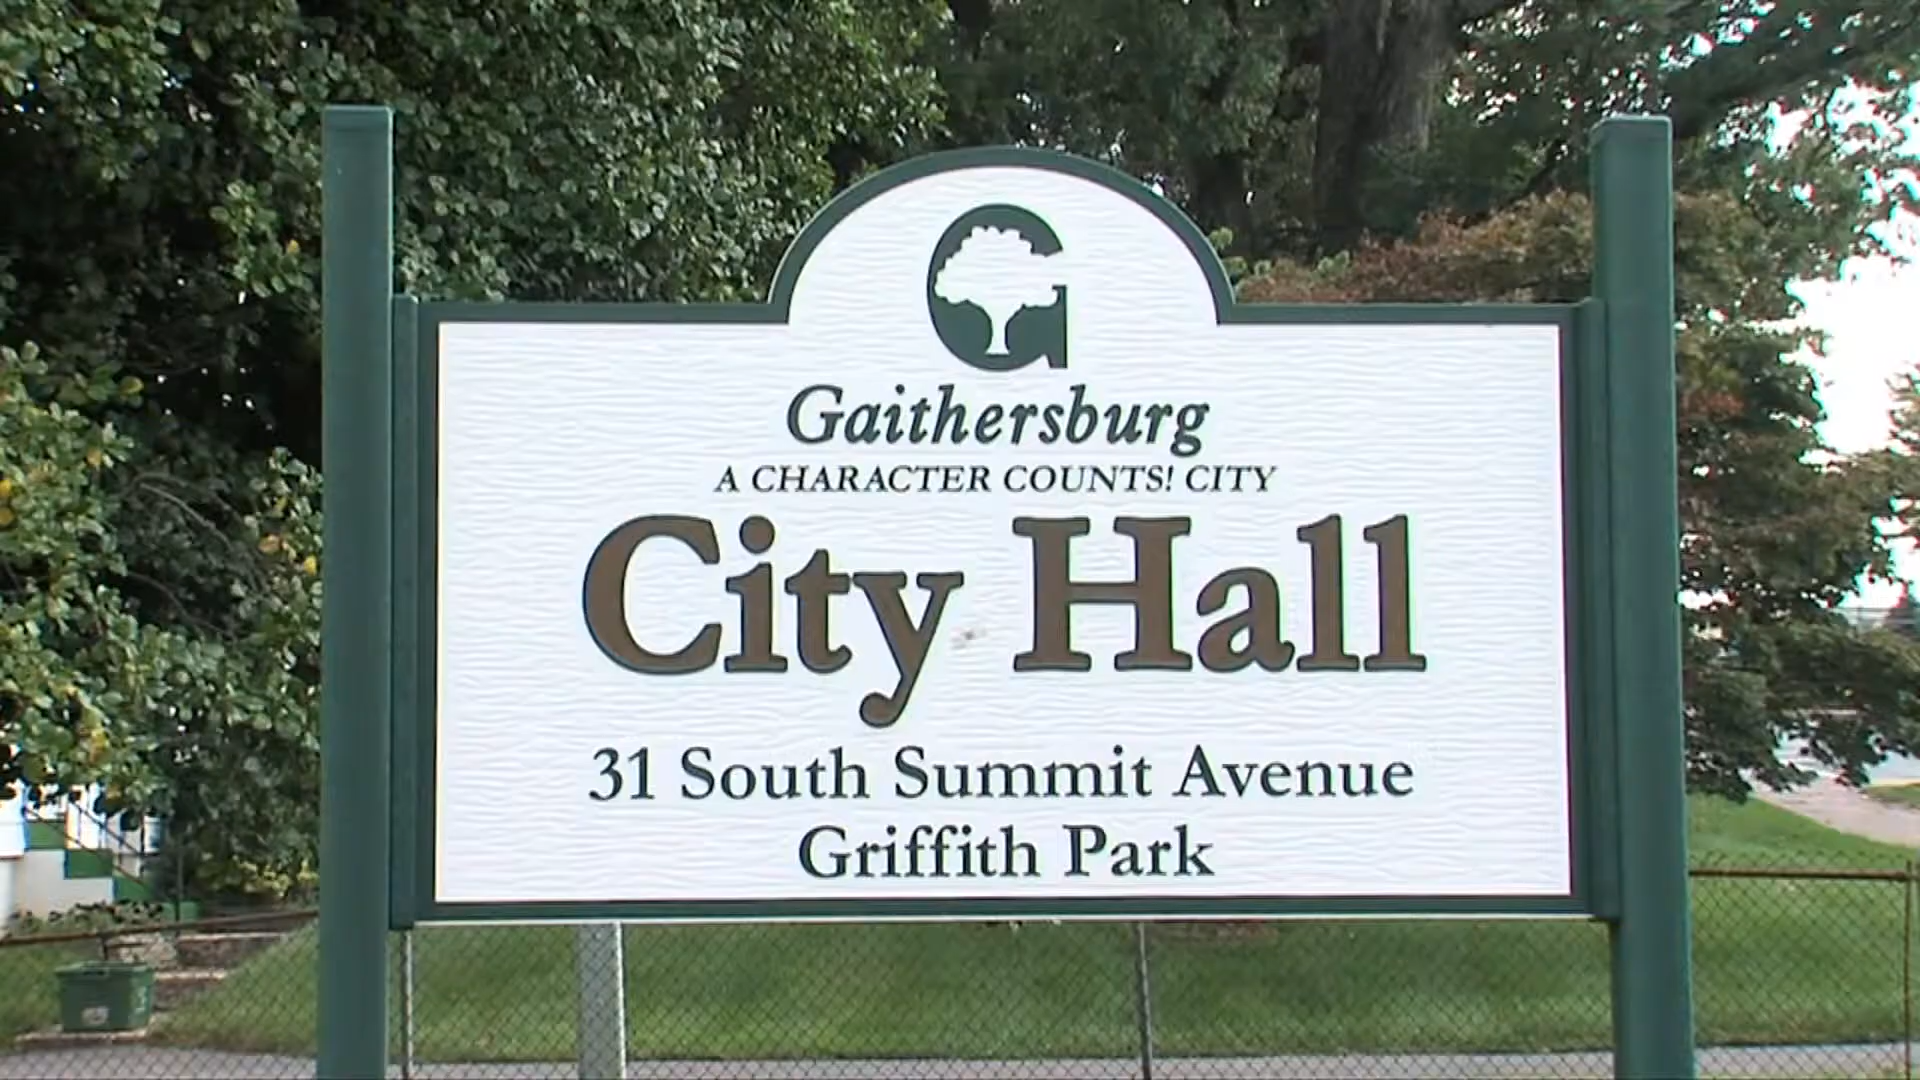 G
Gaithersburg
A CHARACTER COUNTS! CITY
City Hall
31 South Summit Avenue
Griffith Park